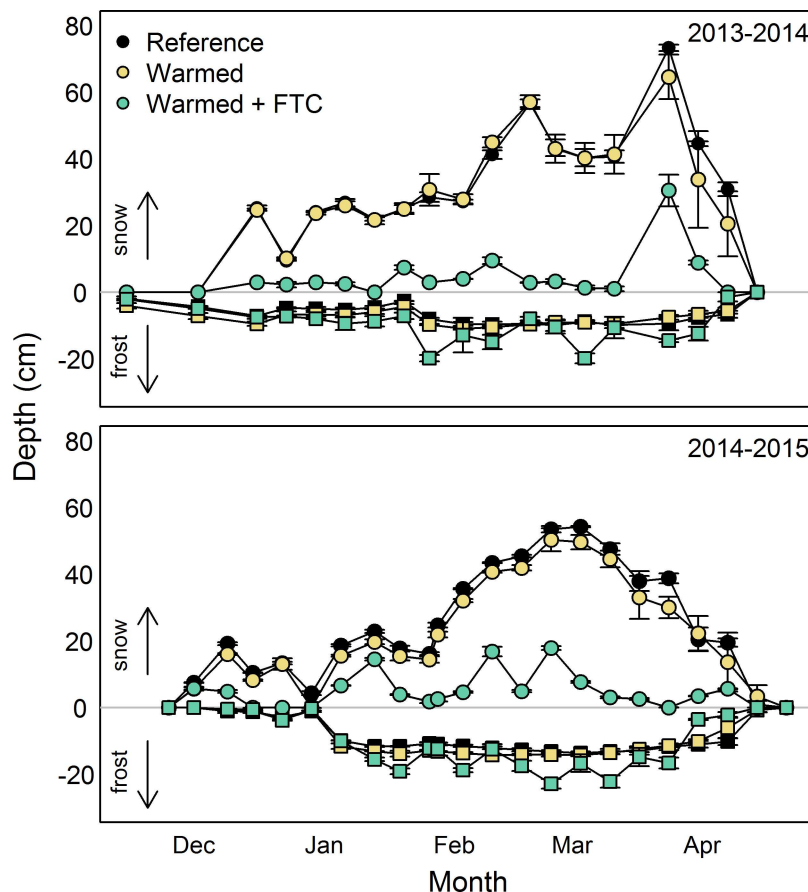 80
2013-2014
Reference
Warmed
Warmed + FTC
60
40
20
snow
0
frost
-20
Depth (cm)
80
2014-2015
60
40
20
snow
0
frost
-20
Dec Jan Feb Mar Apr
Month